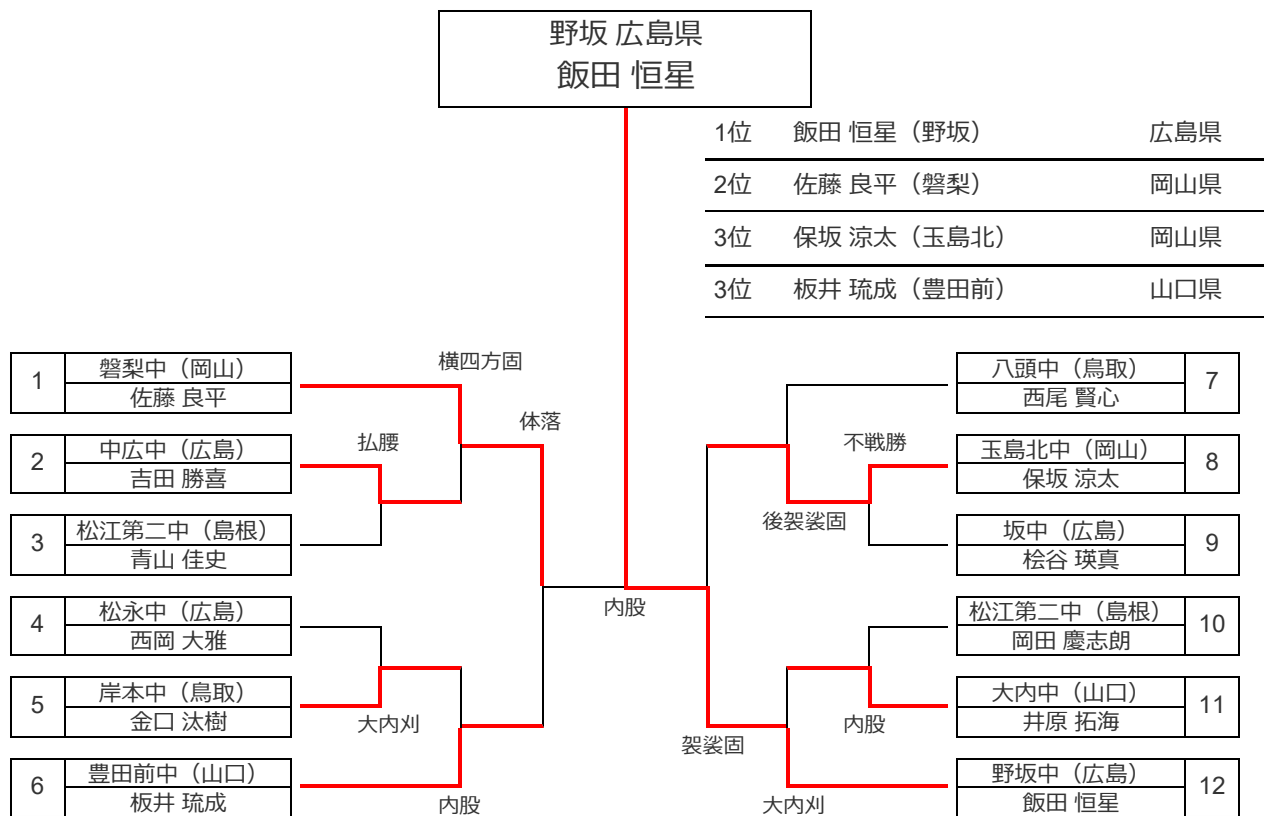 野坂 広島県
飯田 恒星
1位 飯田 恒星（野坂） 広島県
2位 佐藤 良平（磐梨） 岡山県
3位 保坂 涼太（玉島北） 岡山県
3位 板井 琉成（豊田前） 山口県
1 磐梨中（岡山）
佐藤 良平
2 中広中（広島）
吉田 勝喜
3 松江第二中（島根）
青山 佳史
4 松永中（広島）
西岡 大雅
5 岸本中（鳥取）
金口 汰樹
6 豊田前中（山口）
板井 琉成
横四方固
体落
払腰
大内刈
内股
内股
不戦勝
後袈裟固
袈裟固
内股
大内刈
八頭中（鳥取） 7
西尾 賢心
玉島北中（岡山） 8
保坂 涼太
坂中（広島） 9
桧谷 瑛真
松江第二中（島根） 10
岡田 慶志朗
大内中（山口） 11
井原 拓海
野坂中（広島） 12
飯田 恒星